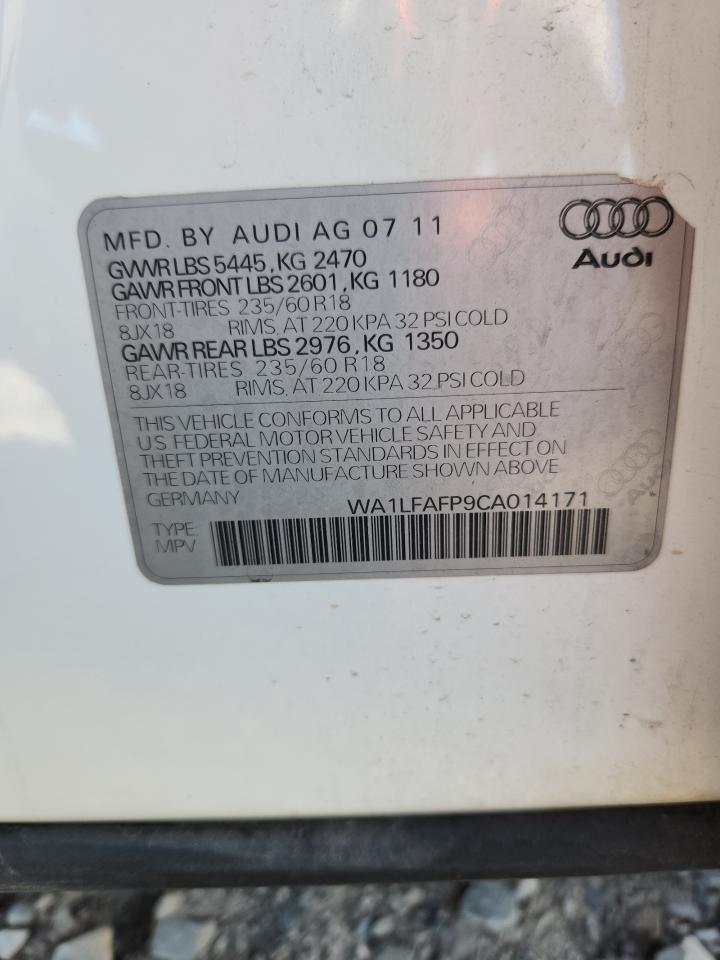 MFD. BY AUDI AG 07 11
Audi
GVWR LBS 5445, KG 2470
GAWR FRONT LBS 2601, KG 1180
FRONT-TIRES 235/60 R18
8JX18 RIMS, AT 220 KPA 32 PSI COLD
GAWR REAR LBS 2976, KG 1350
REAR-TIRES 235/60 R18
8JX18 RIMS, AT 220 KPA 32 PSI COLD
THIS VEHICLE CONFORMS TO ALL APPLICABLE
US FEDERAL MOTOR VEHICLE SAFETY AND
THEFT PREVENTION STANDARDS IN EFFECT ON
THE DATE OF MANUFACTURE SHOWN ABOVE
GERMANY WA1LFAFP9CA014171
TYPE
MPV
Audi